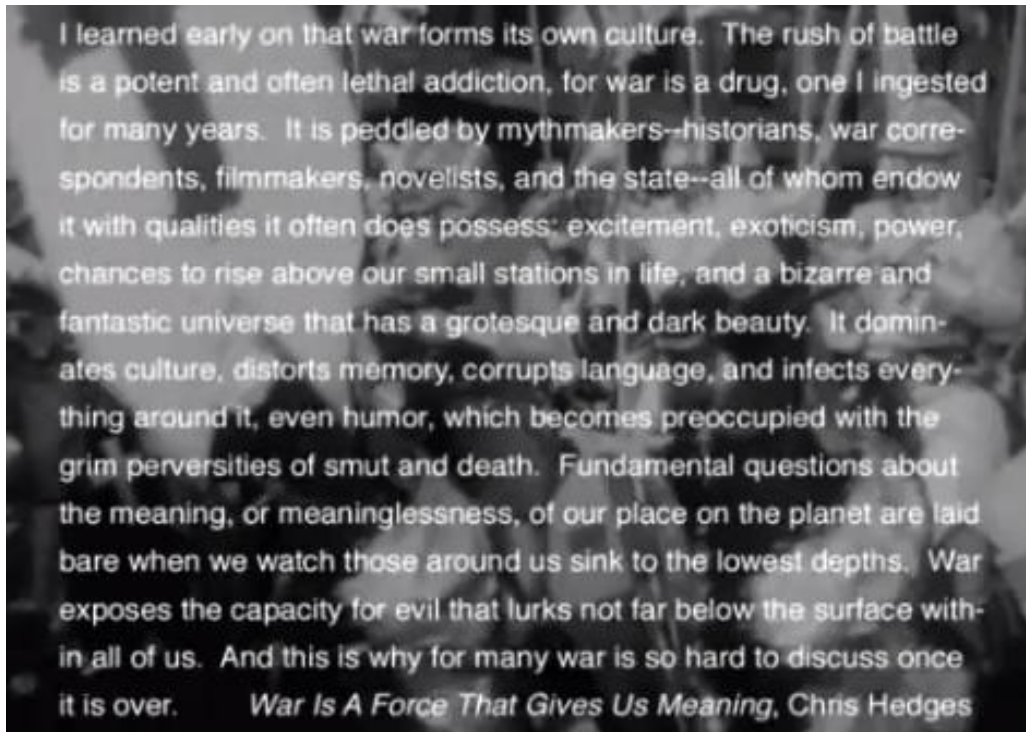 I learned early on that war forms its own culture.  The rush of battle
is a potent and often lethal addiction, for war is a drug, one I ingested
for many years.  It is peddled by mythmakers--historians, war corre-
spondents, filmmakers, novelists, and the state--all of whom endow
it with qualities it often does possess: excitement, exoticism, power,
chances to rise above our small stations in life, and a bizarre and
fantastic universe that has a grotesque and dark beauty.  It domin-
ates culture, distorts memory, corrupts language, and infects every-
thing around it, even humor, which becomes preoccupied with the
grim perversities of smut and death.  Fundamental questions about
the meaning, or meaninglessness, of our place on the planet are laid
bare when we watch those around us sink to the lowest depths.  War
exposes the capacity for evil that lurks not far below the surface with-
in all of us.  And this is why for many war is so hard to discuss once
it is over.  War Is A Force That Gives Us Meaning, Chris Hedges